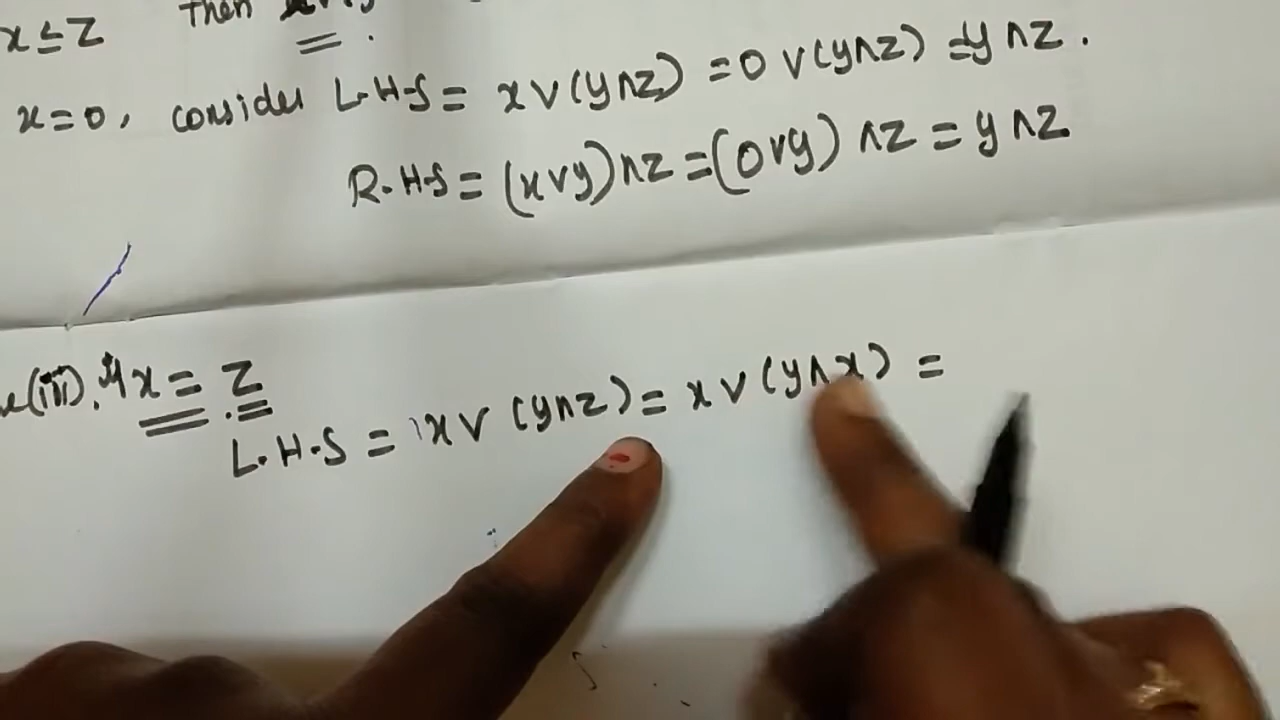 x≤Z Then
x=0, consider L.H.S = x∨(y∧z) = 0∨(y∧z) = y∧z.
R.H.S = (x∨y)∧z = (0∨y)∧z = y∧z
(iii). If x = z
L.H.S = x∨(y∧z) = x∨(y∧x) =